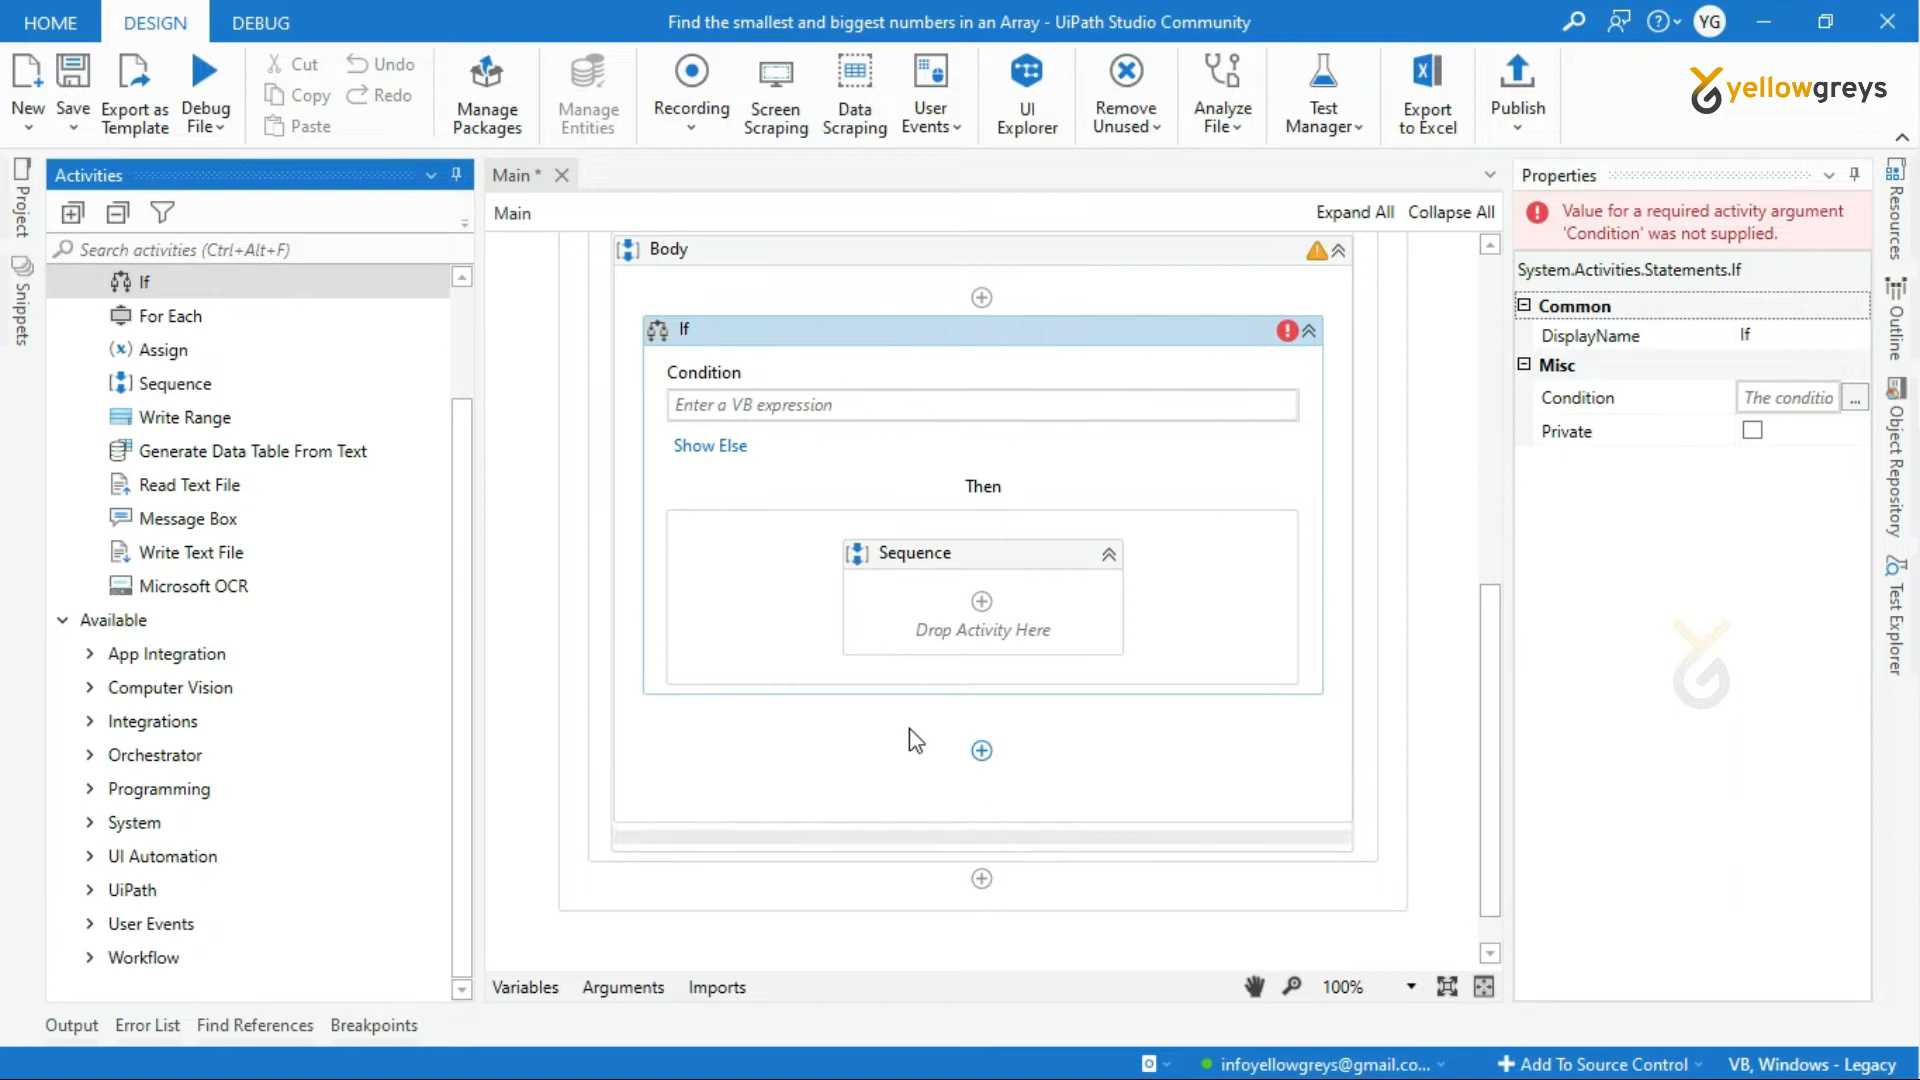 HOME DESIGN DEBUG Find the smallest and biggest numbers in an Array - UiPath Studio Community YG
New Save Export as Template Debug File Cut Copy Paste Undo Redo Manage Packages Manage Entities Recording Screen Scraping Data Scraping User Events UI Explorer Remove Unused Analyze File Test Manager Export to Excel Publish yellowgreys
Project
Snippets
Activities
Search activities (Ctrl+Alt+F)
If
For Each
(x) Assign
Sequence
Write Range
Generate Data Table From Text
Read Text File
Message Box
Write Text File
Microsoft OCR
Available
App Integration
Computer Vision
Integrations
Orchestrator
Programming
System
UI Automation
UiPath
User Events
Workflow
Main *
Main Expand All Collapse All
Body
If
Condition
Enter a VB expression
Show Else
Then
Sequence
Drop Activity Here
Variables Arguments Imports 100%
Properties
Value for a required activity argument
'Condition' was not supplied.
System.Activities.Statements.If
Common
DisplayName If
Misc
Condition The conditio ...
Private
Resources
Outline
Object Repository
Test Explorer
Output Error List Find References Breakpoints
infoyellowgreys@gmail.co... Add To Source Control VB, Windows - Legacy